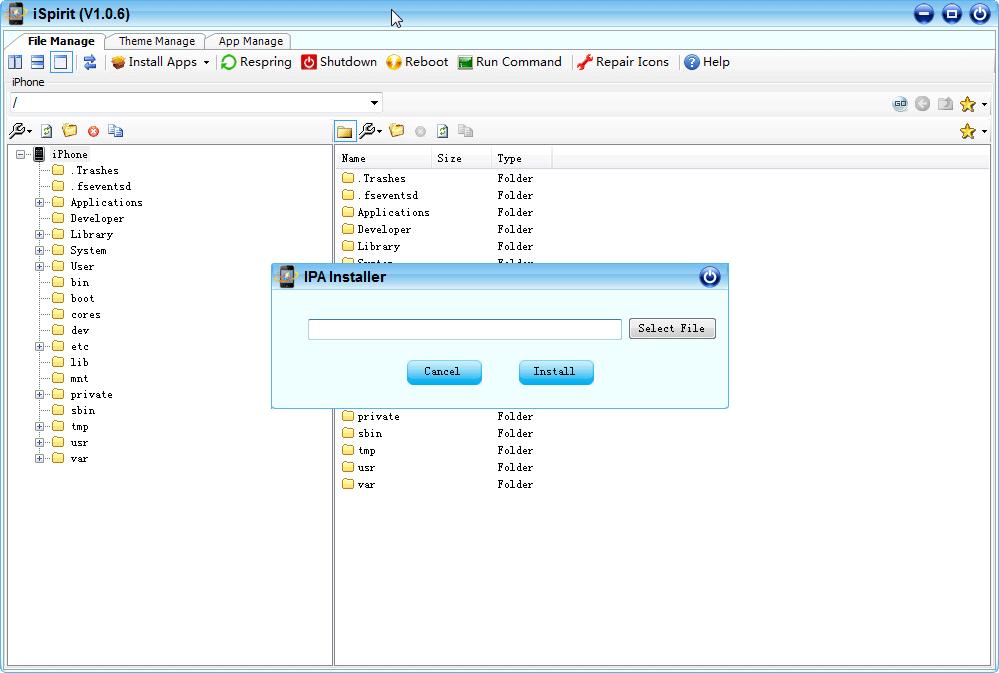 iSpirit (V1.0.6)
File Manage Theme Manage App Manage
Install Apps Respring Shutdown Reboot Run Command Repair Icons Help
iPhone
/
GO
iPhone
.Trashes
.fseventsd
Applications
Developer
Library
System
User
bin
boot
cores
dev
etc
lib
mnt
private
sbin
tmp
usr
var
Name Size Type
.Trashes Folder
.fseventsd Folder
Applications Folder
Developer Folder
Library Folder
System Folder
IPA Installer
Select File
Cancel Install
private Folder
sbin Folder
tmp Folder
usr Folder
var Folder